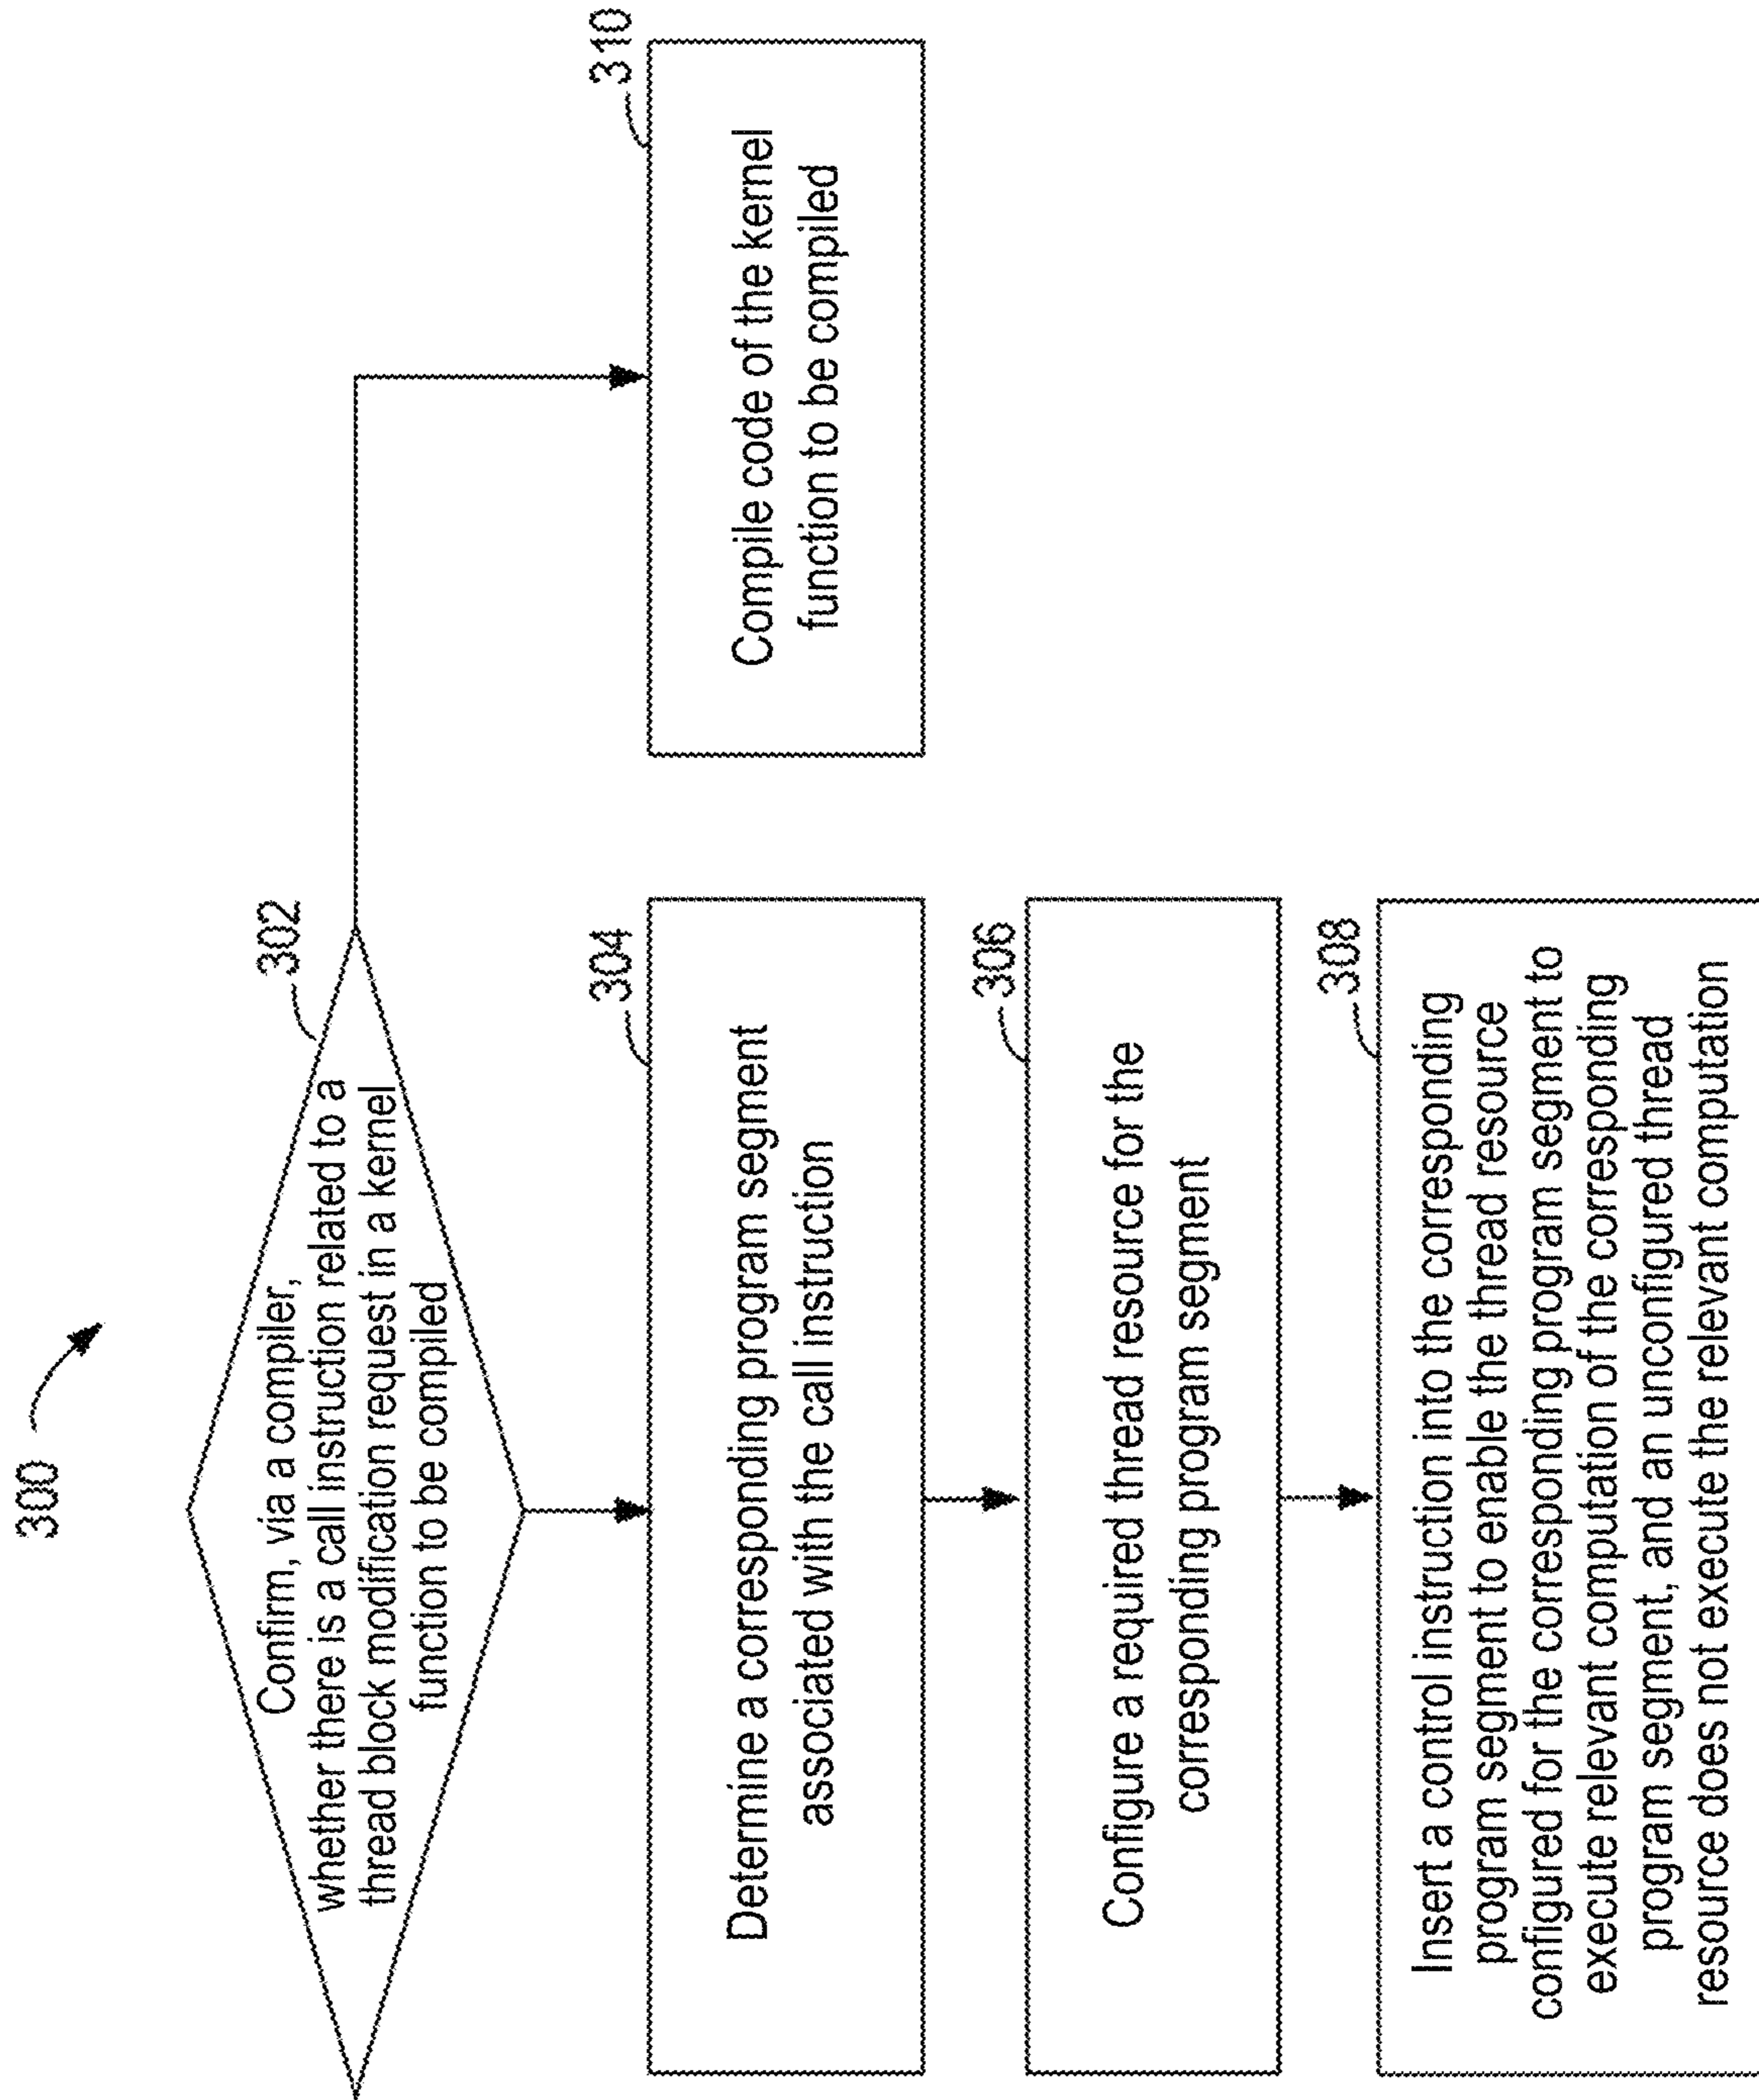 300
302
Confirm, via a compiler,
whether there is a call instruction related to a
thread block modification request in a kernel
function to be compiled
304
Determine a corresponding program segment
associated with the call instruction
306
Configure a required thread resource for the
corresponding program segment
308
Insert a control instruction into the corresponding
program segment to enable the thread resource
configured for the corresponding program segment to
execute relevant computation of the corresponding
program segment, and an unconfigured thread
resource does not execute the relevant computation
310
Compile code of the kernel
function to be compiled